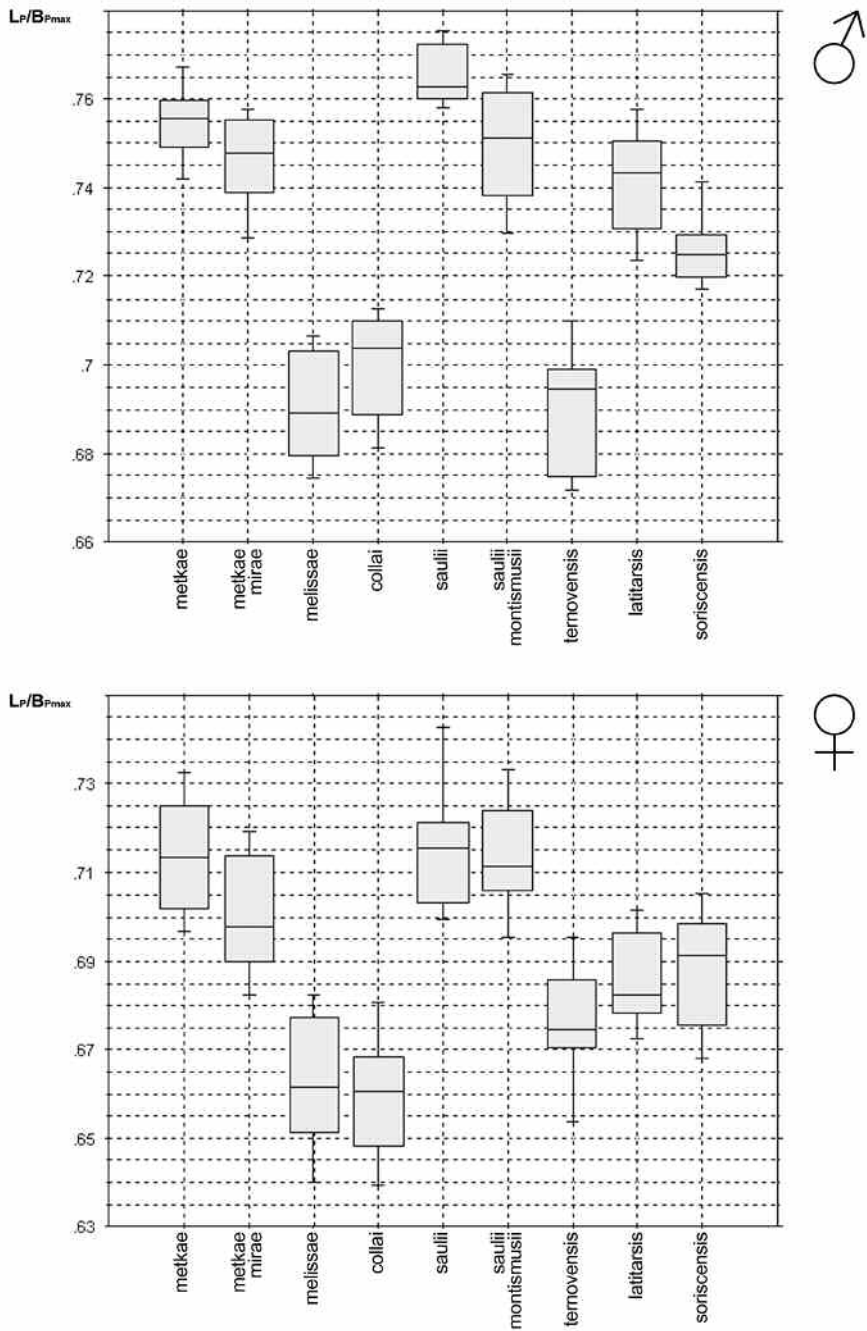 LP/BPmax
.76
.74
.72
.7
.68
.66
metkae
metkae
mirae
melissae
collai
saulii
saulii
montismusii
ternovensis
latitarsis
soriscensis
LP/BPmax
.73
.71
.69
.67
.65
.63
metkae
metkae
mirae
melissae
collai
saulii
saulii
montismusii
ternovensis
latitarsis
soriscensis